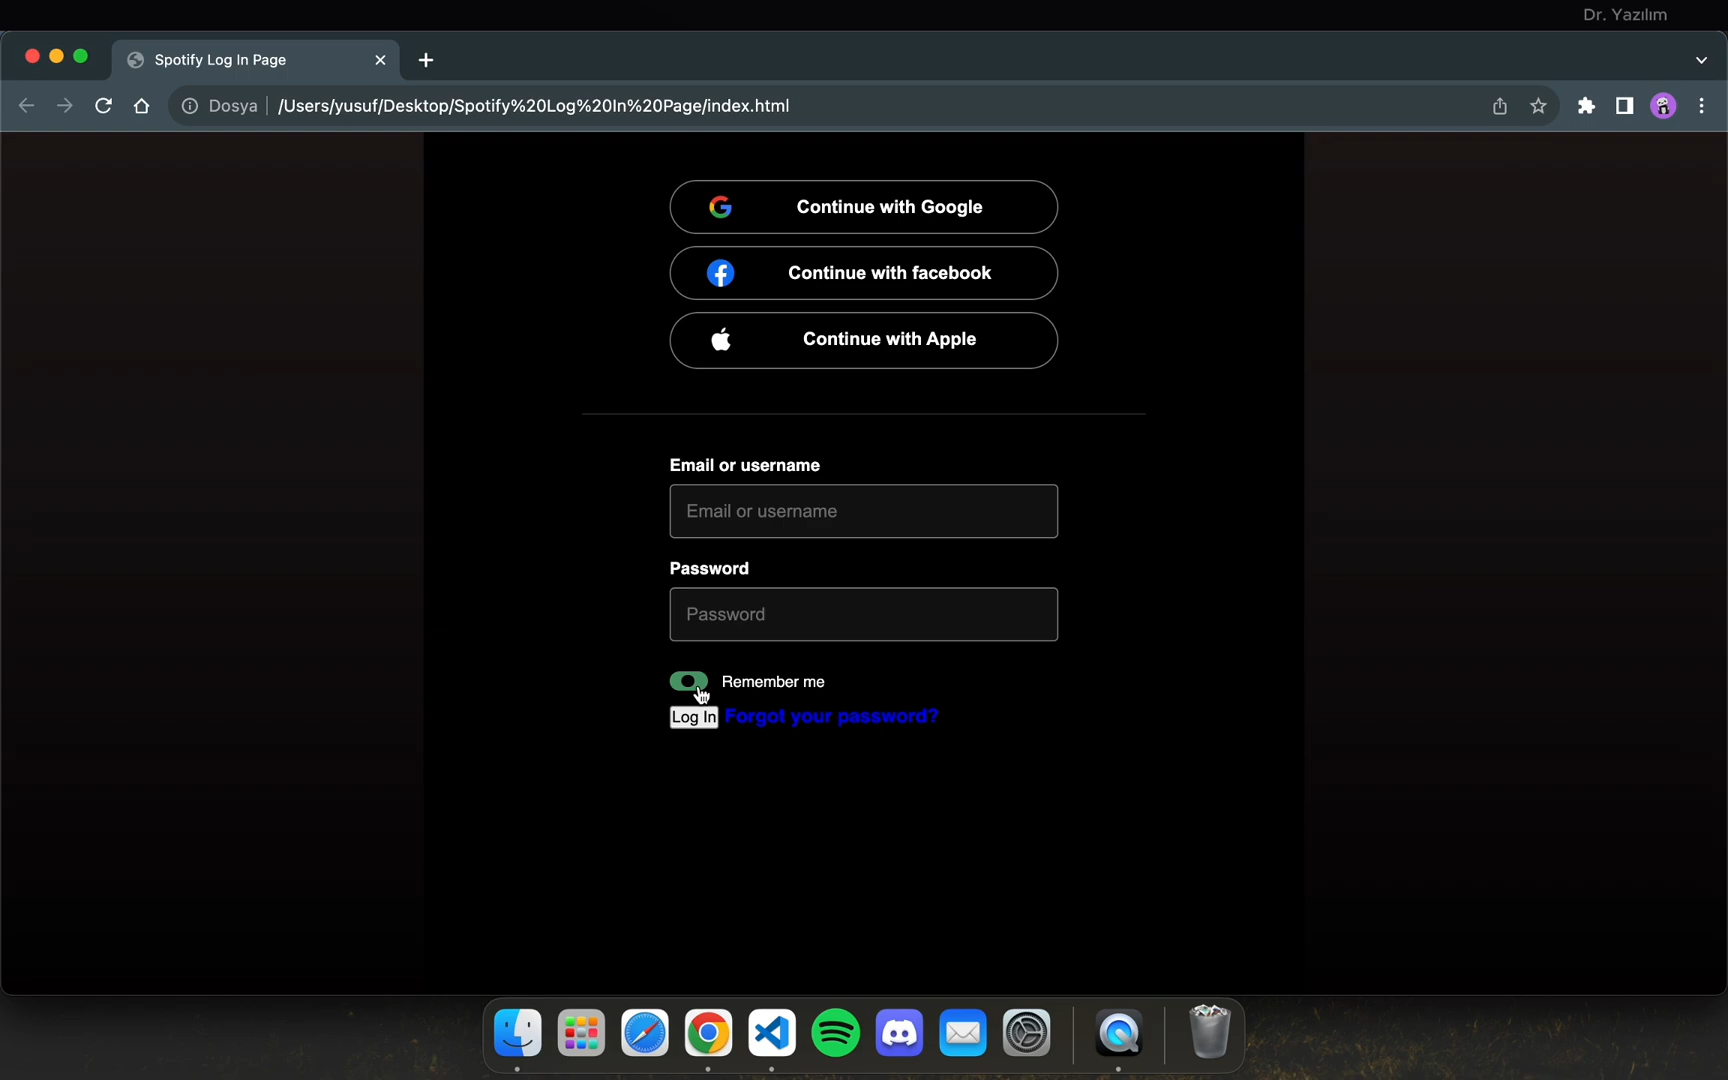 Dr. Yazılım
Spotify Log In Page
Dosya /Users/yusuf/Desktop/Spotify%20Log%20In%20Page/index.html
Continue with Google
Continue with facebook
Continue with Apple
Email or username
Email or username
Password
Password
Remember me
Log In Forgot your password?